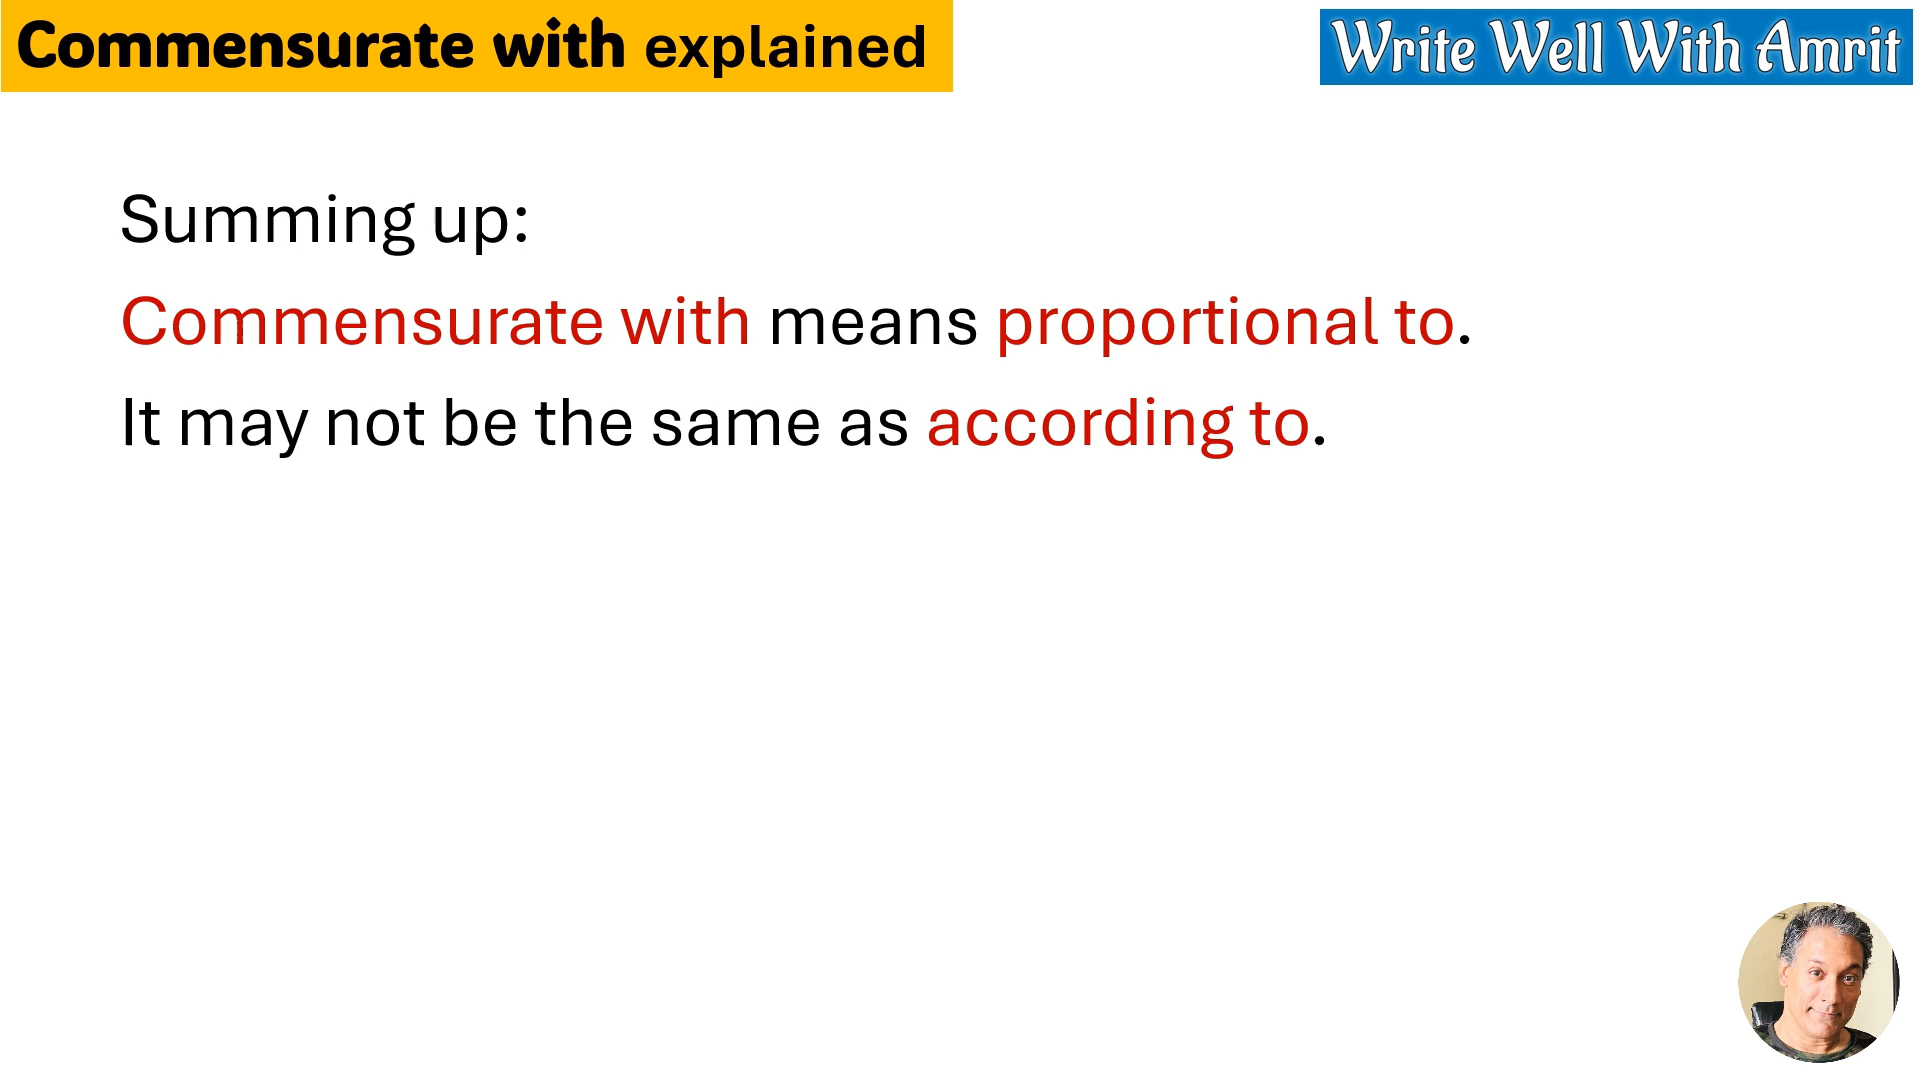 Commensurate with explained
Write Well With Amrit
Summing up:
Commensurate with means proportional to.
It may not be the same as according to.